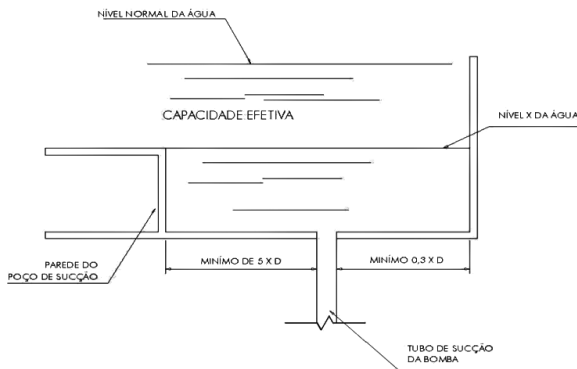 NÍVEL NORMAL DA ÁGUA
CAPACIDADE EFETIVA
NÍVEL X DA ÁGUA
PAREDE DO
POÇO DE SUCÇÃO
MINÍMO DE 5 X D
MINÍMO 0,3 X D
TUBO DE SUCÇÃO
DA BOMBA